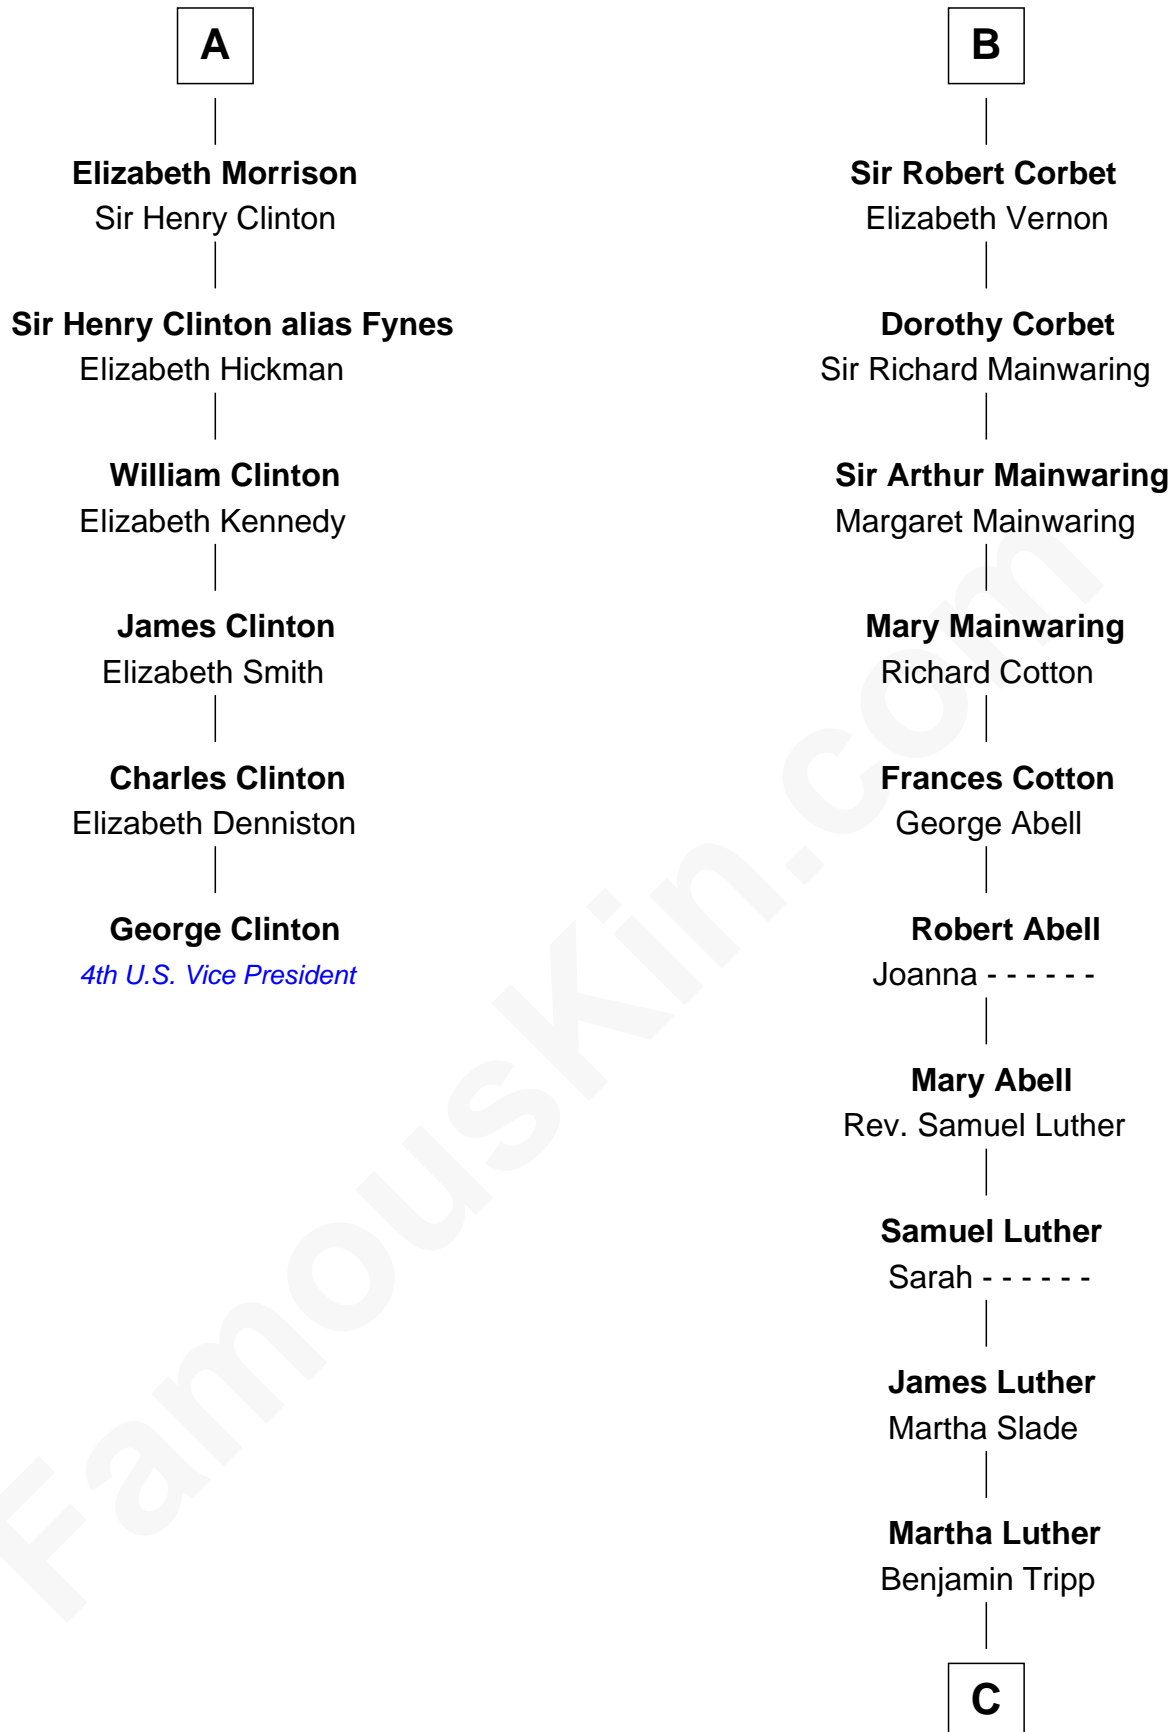 A
Elizabeth Morrison
Sir Henry Clinton
Sir Henry Clinton alias Fynes
Elizabeth Hickman
William Clinton
Elizabeth Kennedy
James Clinton
Elizabeth Smith
Charles Clinton
Elizabeth Denniston
George Clinton
4th U.S. Vice President
B
Sir Robert Corbet
Elizabeth Vernon
Dorothy Corbet
Sir Richard Mainwaring
Sir Arthur Mainwaring
Margaret Mainwaring
Mary Mainwaring
Richard Cotton
Frances Cotton
George Abell
Robert Abell
Joanna - - - - - -
Mary Abell
Rev. Samuel Luther
Samuel Luther
Sarah - - - - - -
James Luther
Martha Slade
Martha Luther
Benjamin Tripp
C
FamousKin.com